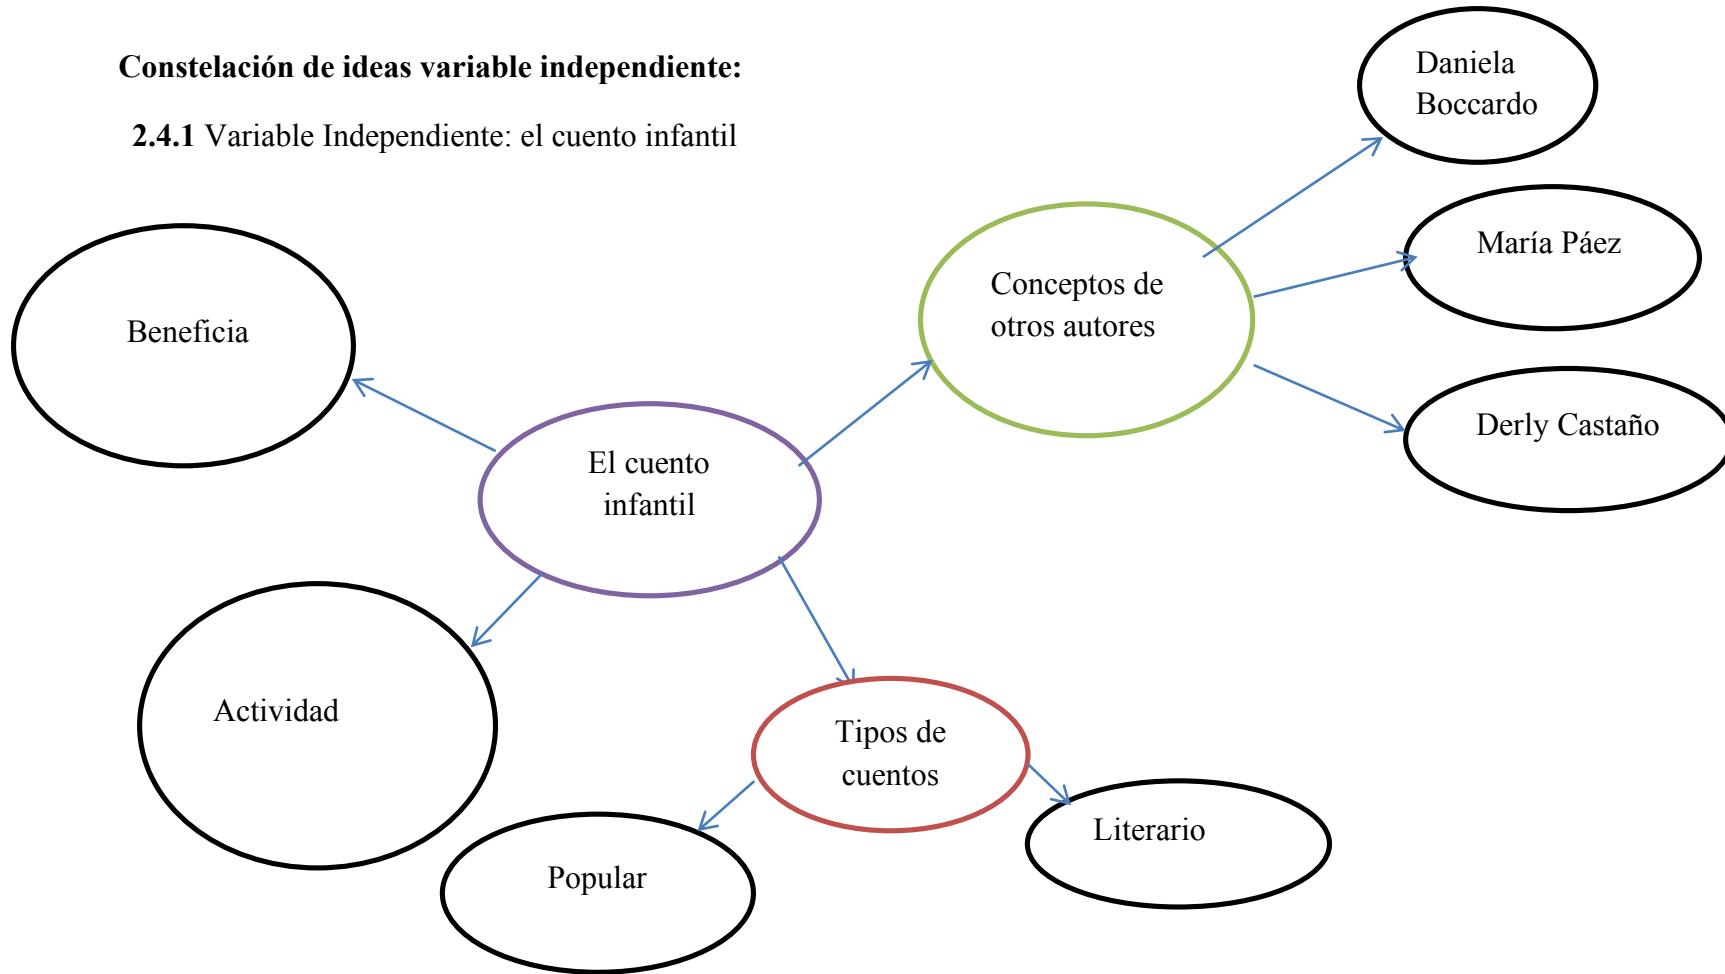 Constelación de ideas variable independiente:
2.4.1 Variable Independiente: el cuento infantil
Daniela
Boccardo
María Páez
Conceptos de
otros autores
Beneficia
Derly Castaño
El cuento
infantil
Actividad
Tipos de
cuentos
Literario
Popular